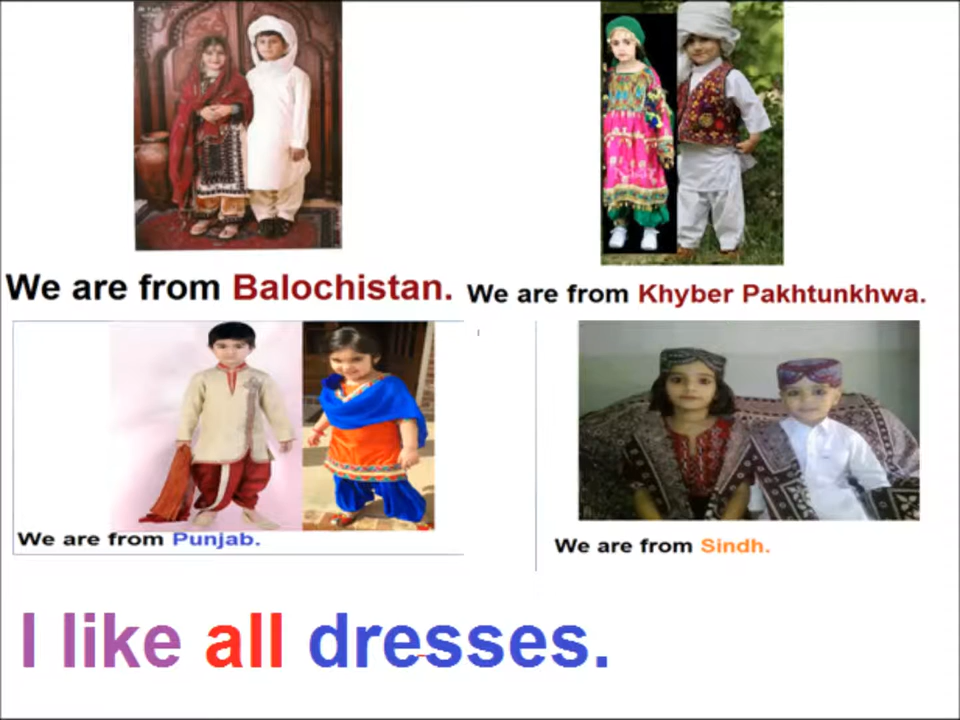 We are from Balochistan.
We are from Khyber Pakhtunkhwa.
We are from Punjab.
We are from Sindh.
I like all dresses.